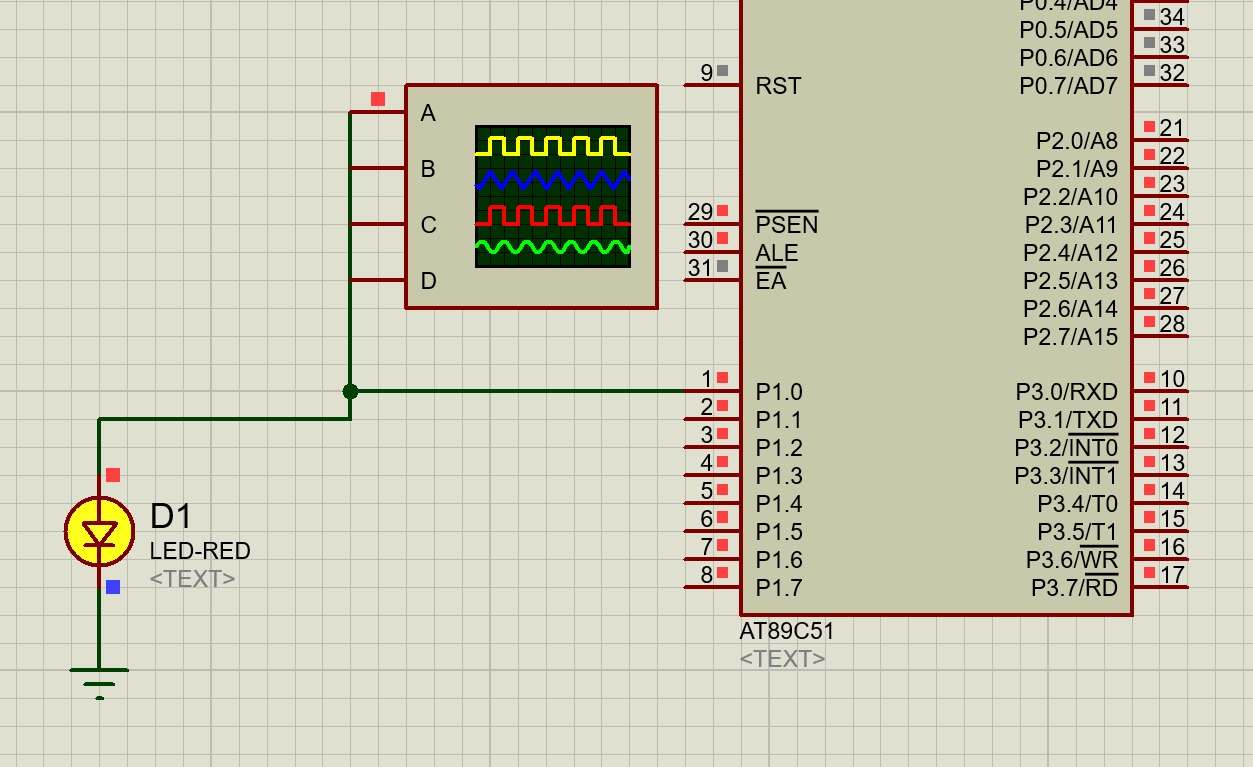 P0.4/AD4
34
P0.5/AD5
33
P0.6/AD6
32
P0.7/AD7
9
RST
A
B
C
D
21
P2.0/A8
22
P2.1/A9
23
P2.2/A10
24
P2.3/A11
25
P2.4/A12
26
P2.5/A13
27
P2.6/A14
28
P2.7/A15
29
PSEN
30
ALE
31
EA
1
P1.0
2
P1.1
3
P1.2
4
P1.3
5
P1.4
6
P1.5
7
P1.6
8
P1.7
10
P3.0/RXD
11
P3.1/TXD
12
P3.2/INT0
13
P3.3/INT1
14
P3.4/T0
15
P3.5/T1
16
P3.6/WR
17
P3.7/RD
D1
LED-RED
<TEXT>
AT89C51
<TEXT>